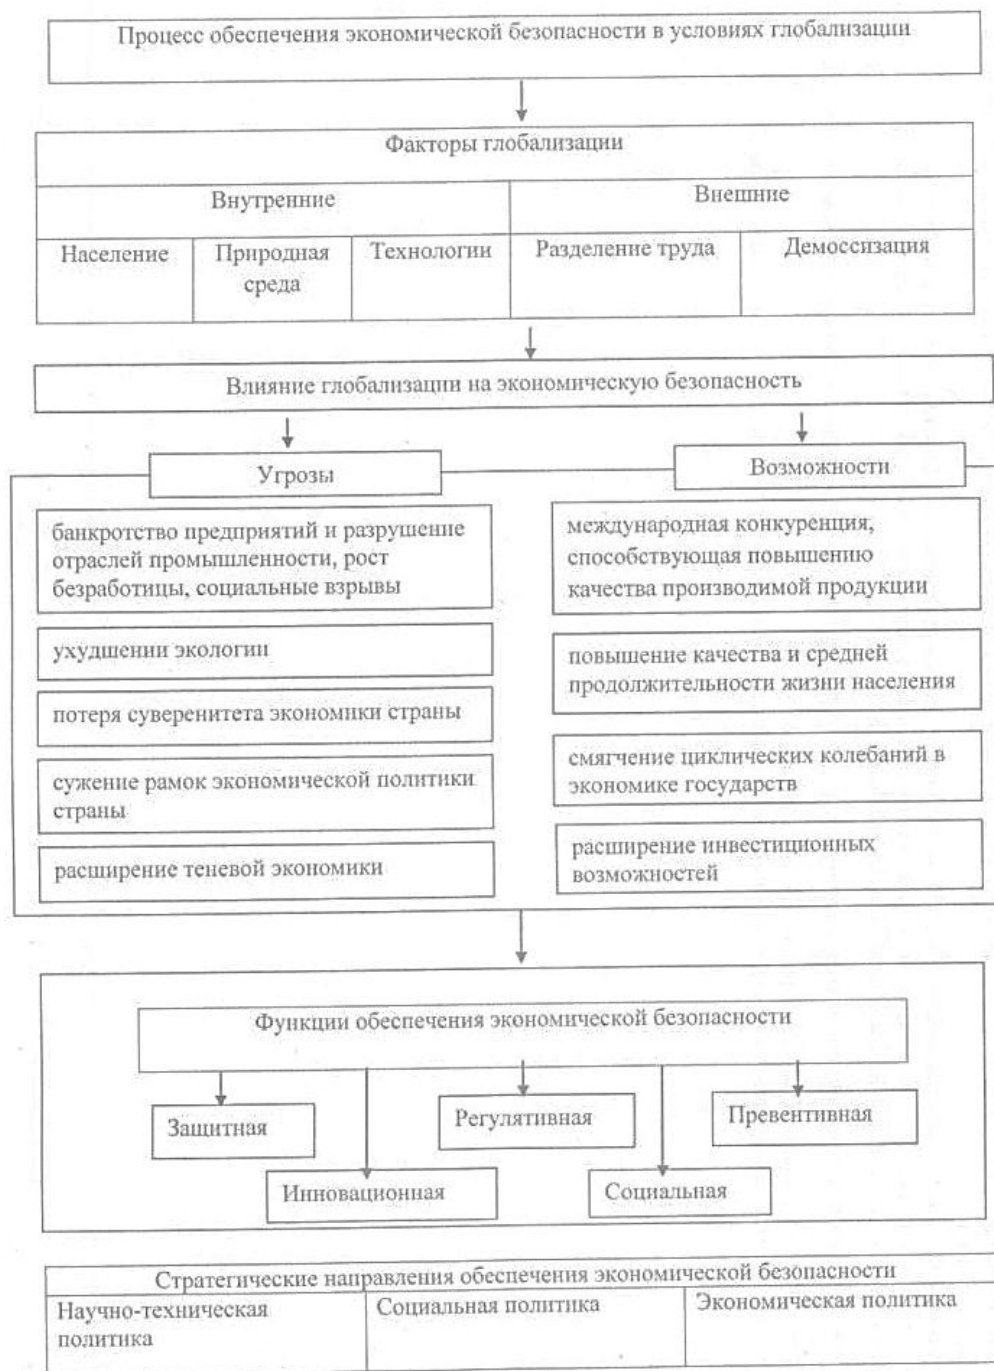 Процесс обеспечения экономической безопасности в условиях глобализации
Факторы глобализации
Внутренние
Внешние
Население
Природная
среда
Технологии
Разделение труда
Демоссизация
Влияние глобализации на экономическую безопасность
Угрозы
Возможности
банкротство предприятий и разрушение
отраслей промышленности, рост
безработицы, социальные взрывы
ухудшении экологии
потеря суверенитета экономики страны
сужение рамок экономической политики
страны
расширение теневой экономики
международная конкуренция,
способствующая повышению
качества производимой продукции
повышение качества и средней
продолжительности жизни населения
смягчение циклических колебаний в
экономике государств
расширение инвестиционных
возможностей
Функции обеспечения экономической безопасности
Защитная
Регулятивная
Превентивная
Инновационная
Социальная
Стратегические направления обеспечения экономической безопасности
Научно-техническая
политика
Социальная политика
Экономическая политика